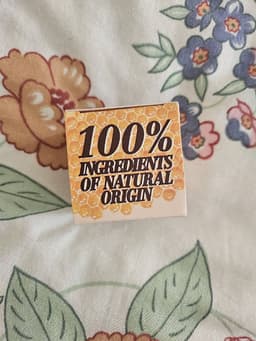 100%
INGREDIENTS
OF NATURAL
ORIGIN